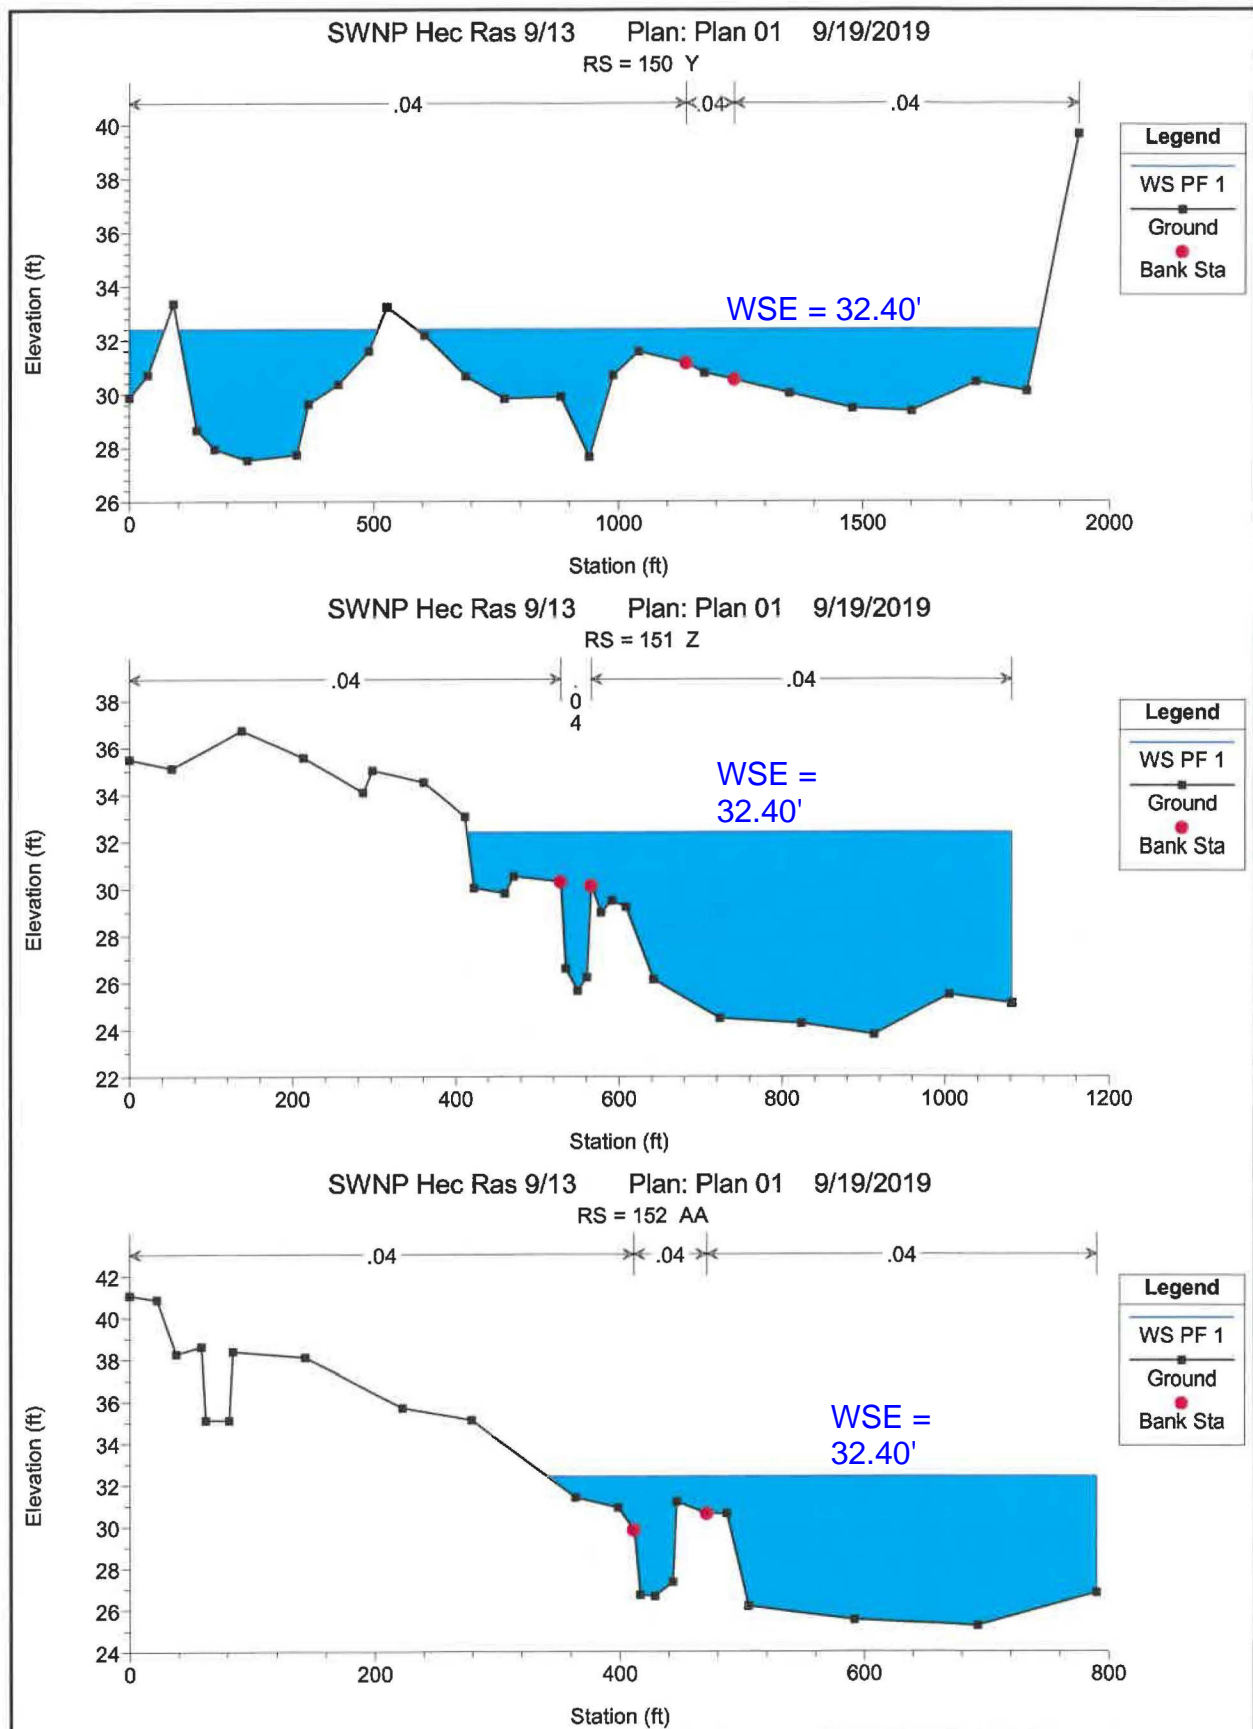 SWNP Hec Ras 9/13 Plan: Plan 01 9/19/2019
RS = 150 Y
.04 .04 .04
40
38
36
34
32
30
28
26
Elevation (ft)
WSE = 32.40'
0 500 1000 1500 2000
Station (ft)
Legend
WS PF 1
Ground
Bank Sta
SWNP Hec Ras 9/13 Plan: Plan 01 9/19/2019
RS = 151 Z
.04 .04 .04
38
36
34
32
30
28
26
24
22
Elevation (ft)
WSE =
32.40'
0 200 400 600 800 1000 1200
Station (ft)
Legend
WS PF 1
Ground
Bank Sta
SWNP Hec Ras 9/13 Plan: Plan 01 9/19/2019
RS = 152 AA
.04 .04 .04
42
40
38
36
34
32
30
28
26
24
Elevation (ft)
WSE =
32.40'
0 200 400 600 800
Station (ft)
Legend
WS PF 1
Ground
Bank Sta